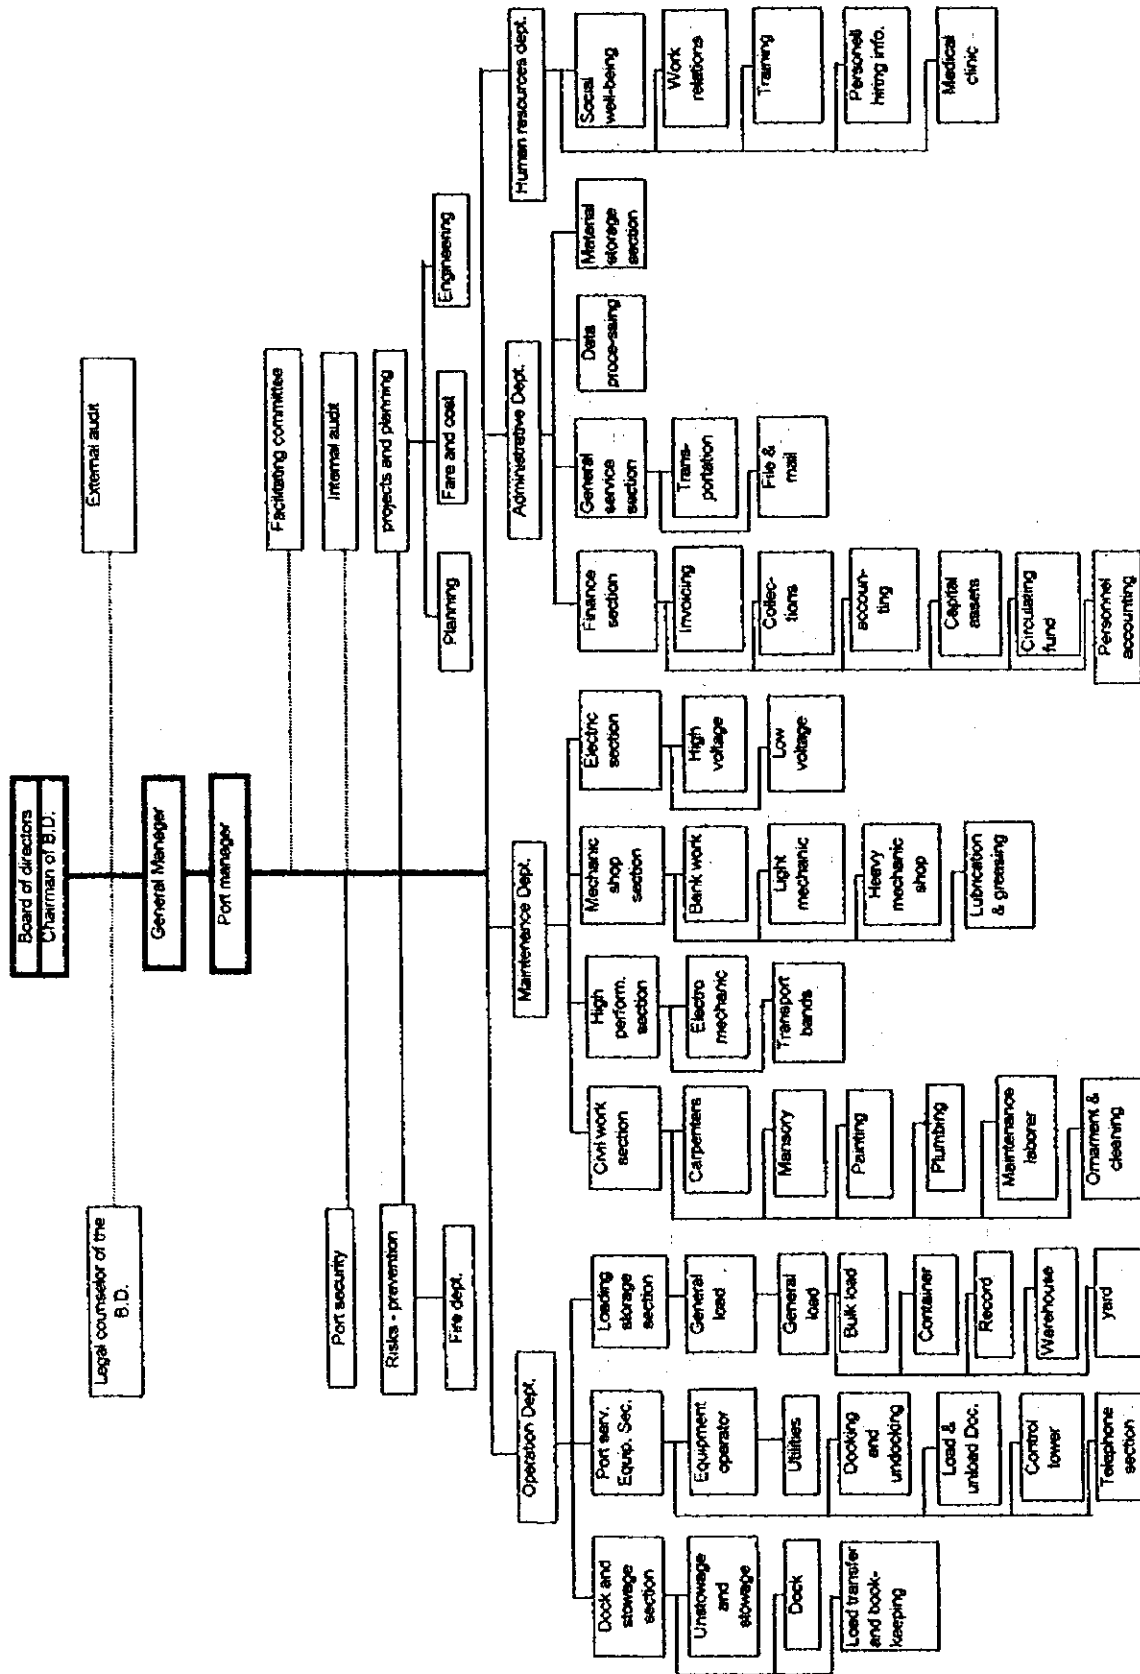 Board of directors
Chairman of B.D.
Legal counselor of the
B.D.
External audit
General Manager
Port manager
Facilitating committee
Port security
Internal audit
Risks - prevention
projects and planning
Fire dept.
Planning
Fare and cost
Engineering
Operation Dept.
Maintenance Dept.
Administrative Dept.
Human resources dept.
Dock and
stowage
section
Unstowage
and
stowage
Dock
Load transfer
and book-
keeping
Port serv.
Equip. Sec.
Equipment
operator
Utilities
Docking
and
undocking
Load &
unload Doc.
Control
tower
Telephone
section
Loading
storage
section
General
load
General
load
Bulk load
Container
Record
Warehouse
yard
Civil work
section
Carpenters
Mansory
Painting
Plumbing
Maintenance
laborer
Ornament &
cleaning
High
perform.
section
Electro
mechanic
Transport
bands
Mechanic
shop
section
Bank work
Light
mechanic
Heavy
mechanic
shop
Lubrication
& greasing
Electric
section
High
voltage
Low
voltage
Finance
section
Invoicing
Collec-
tions
accoun-
ting
Capital
assets
Circulating
fund
Personnel
accounting
General
service
section
Trans-
portation
File &
mail
Data
proce-ssing
Material
storage
section
Social
well-being
Work
relations
Training
Personell
hiring info.
Medical
clinic